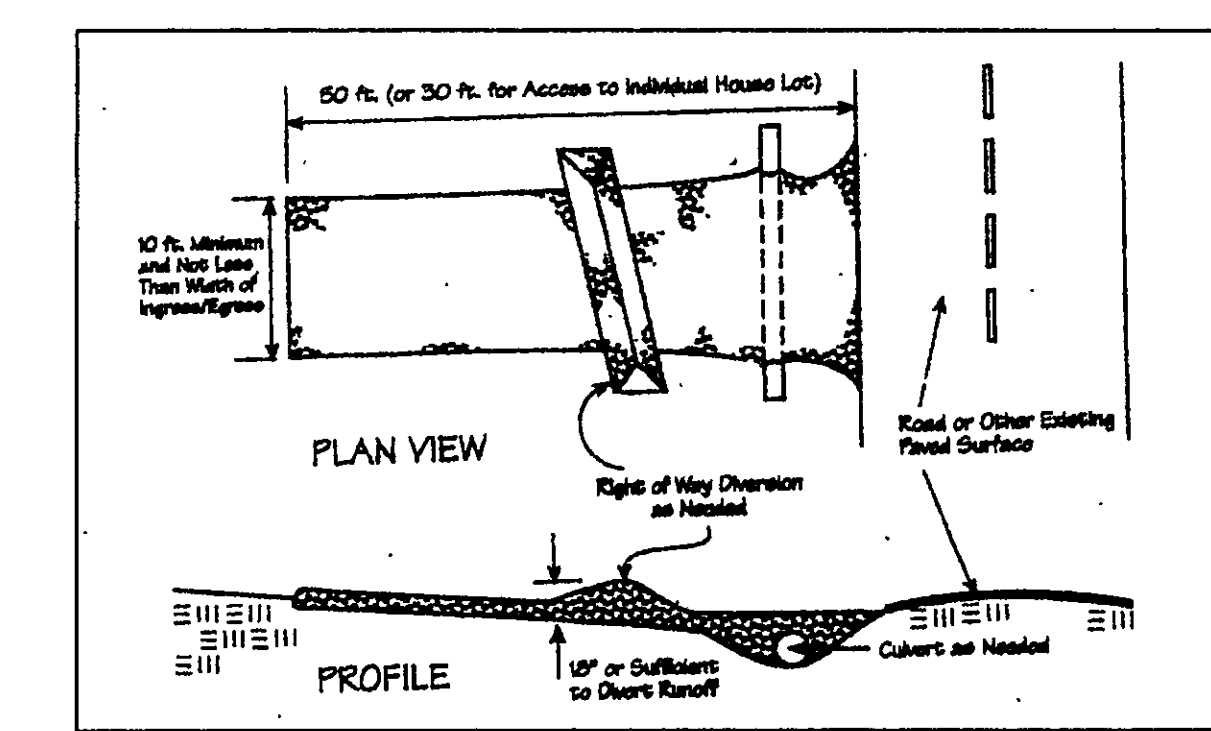 50 ft. (or 30 ft. for Access to Individual House Lot)
10 ft. Minimum
and Not Less
Than Width of
Ingress/Egress
PLAN VIEW
Road or Other Existing
Paved Surface
Right of Way Diversion
as Needed
Culvert as Needed
PROFILE
18" or Sufficient
to Divert Runoff